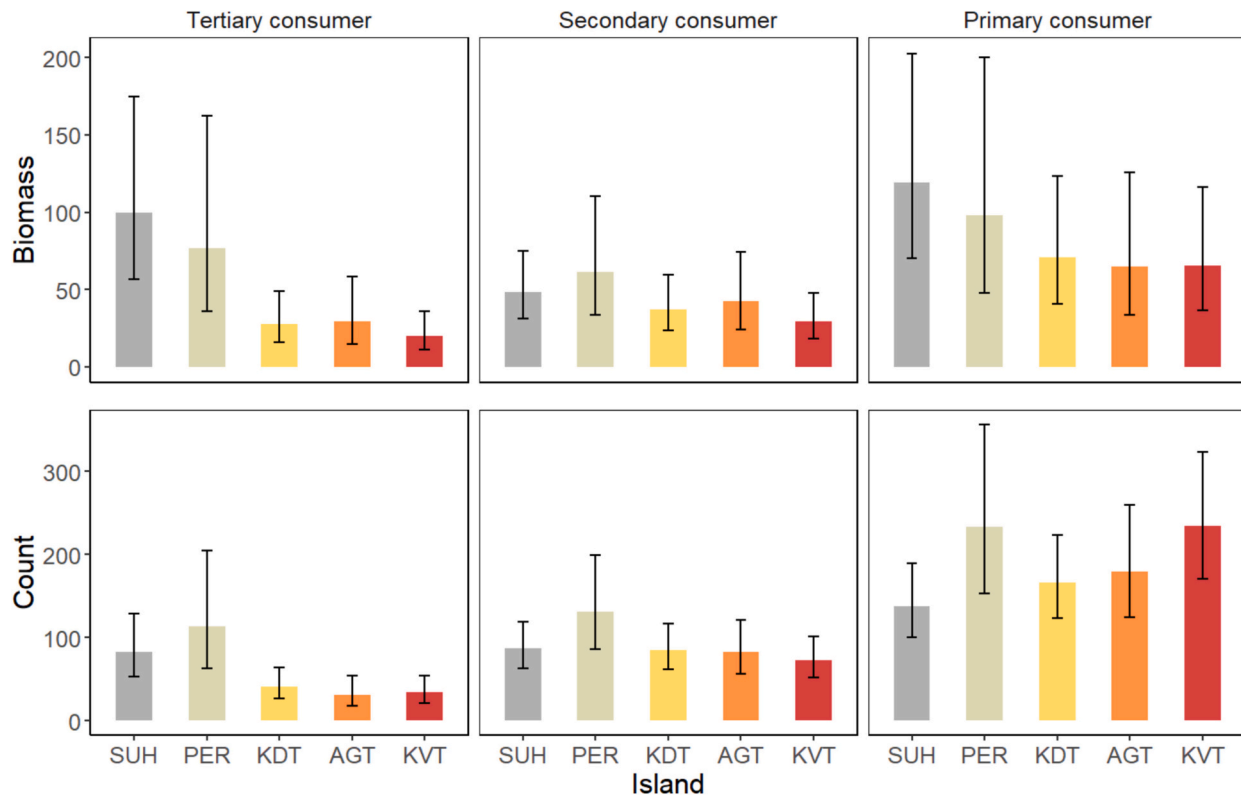 Tertiary consumer Secondary consumer Primary consumer
Biomass
200
150
100
50
0
Count
300
200
100
0
SUH PER KDT AGT KVT SUH PER KDT AGT KVT SUH PER KDT AGT KVT
Island